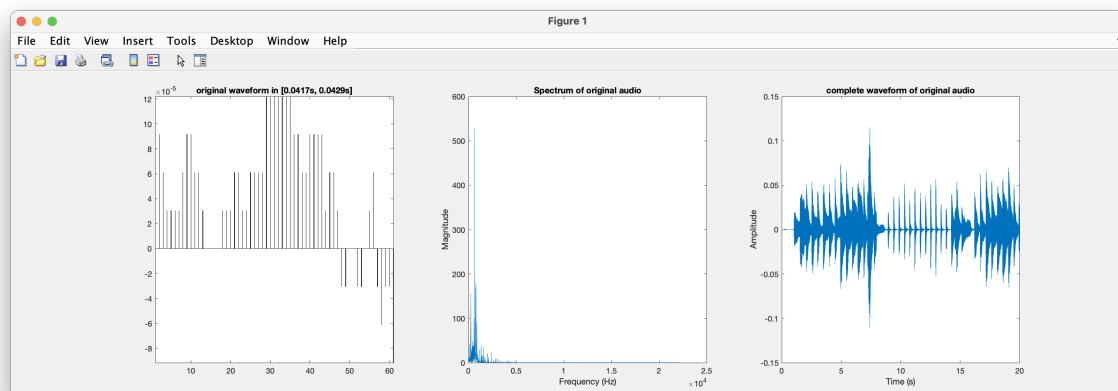 Figure 1
File Edit View Insert Tools Desktop Window Help
original waveform in [0.0417s, 0.0429s]
× 10⁻⁵
12
10
8
6
4
2
0
-2
-4
-6
-8
10 20 30 40 50 60
Spectrum of original audio
Magnitude
600
500
400
300
200
100
0
0 0.5 1.0 1.5 2.0 2.5
Frequency (Hz)
× 10⁴
complete waveform of original audio
Amplitude
0.15
0.1
0.05
0
-0.05
-0.1
-0.15
0 5 10 15 20
Time (s)